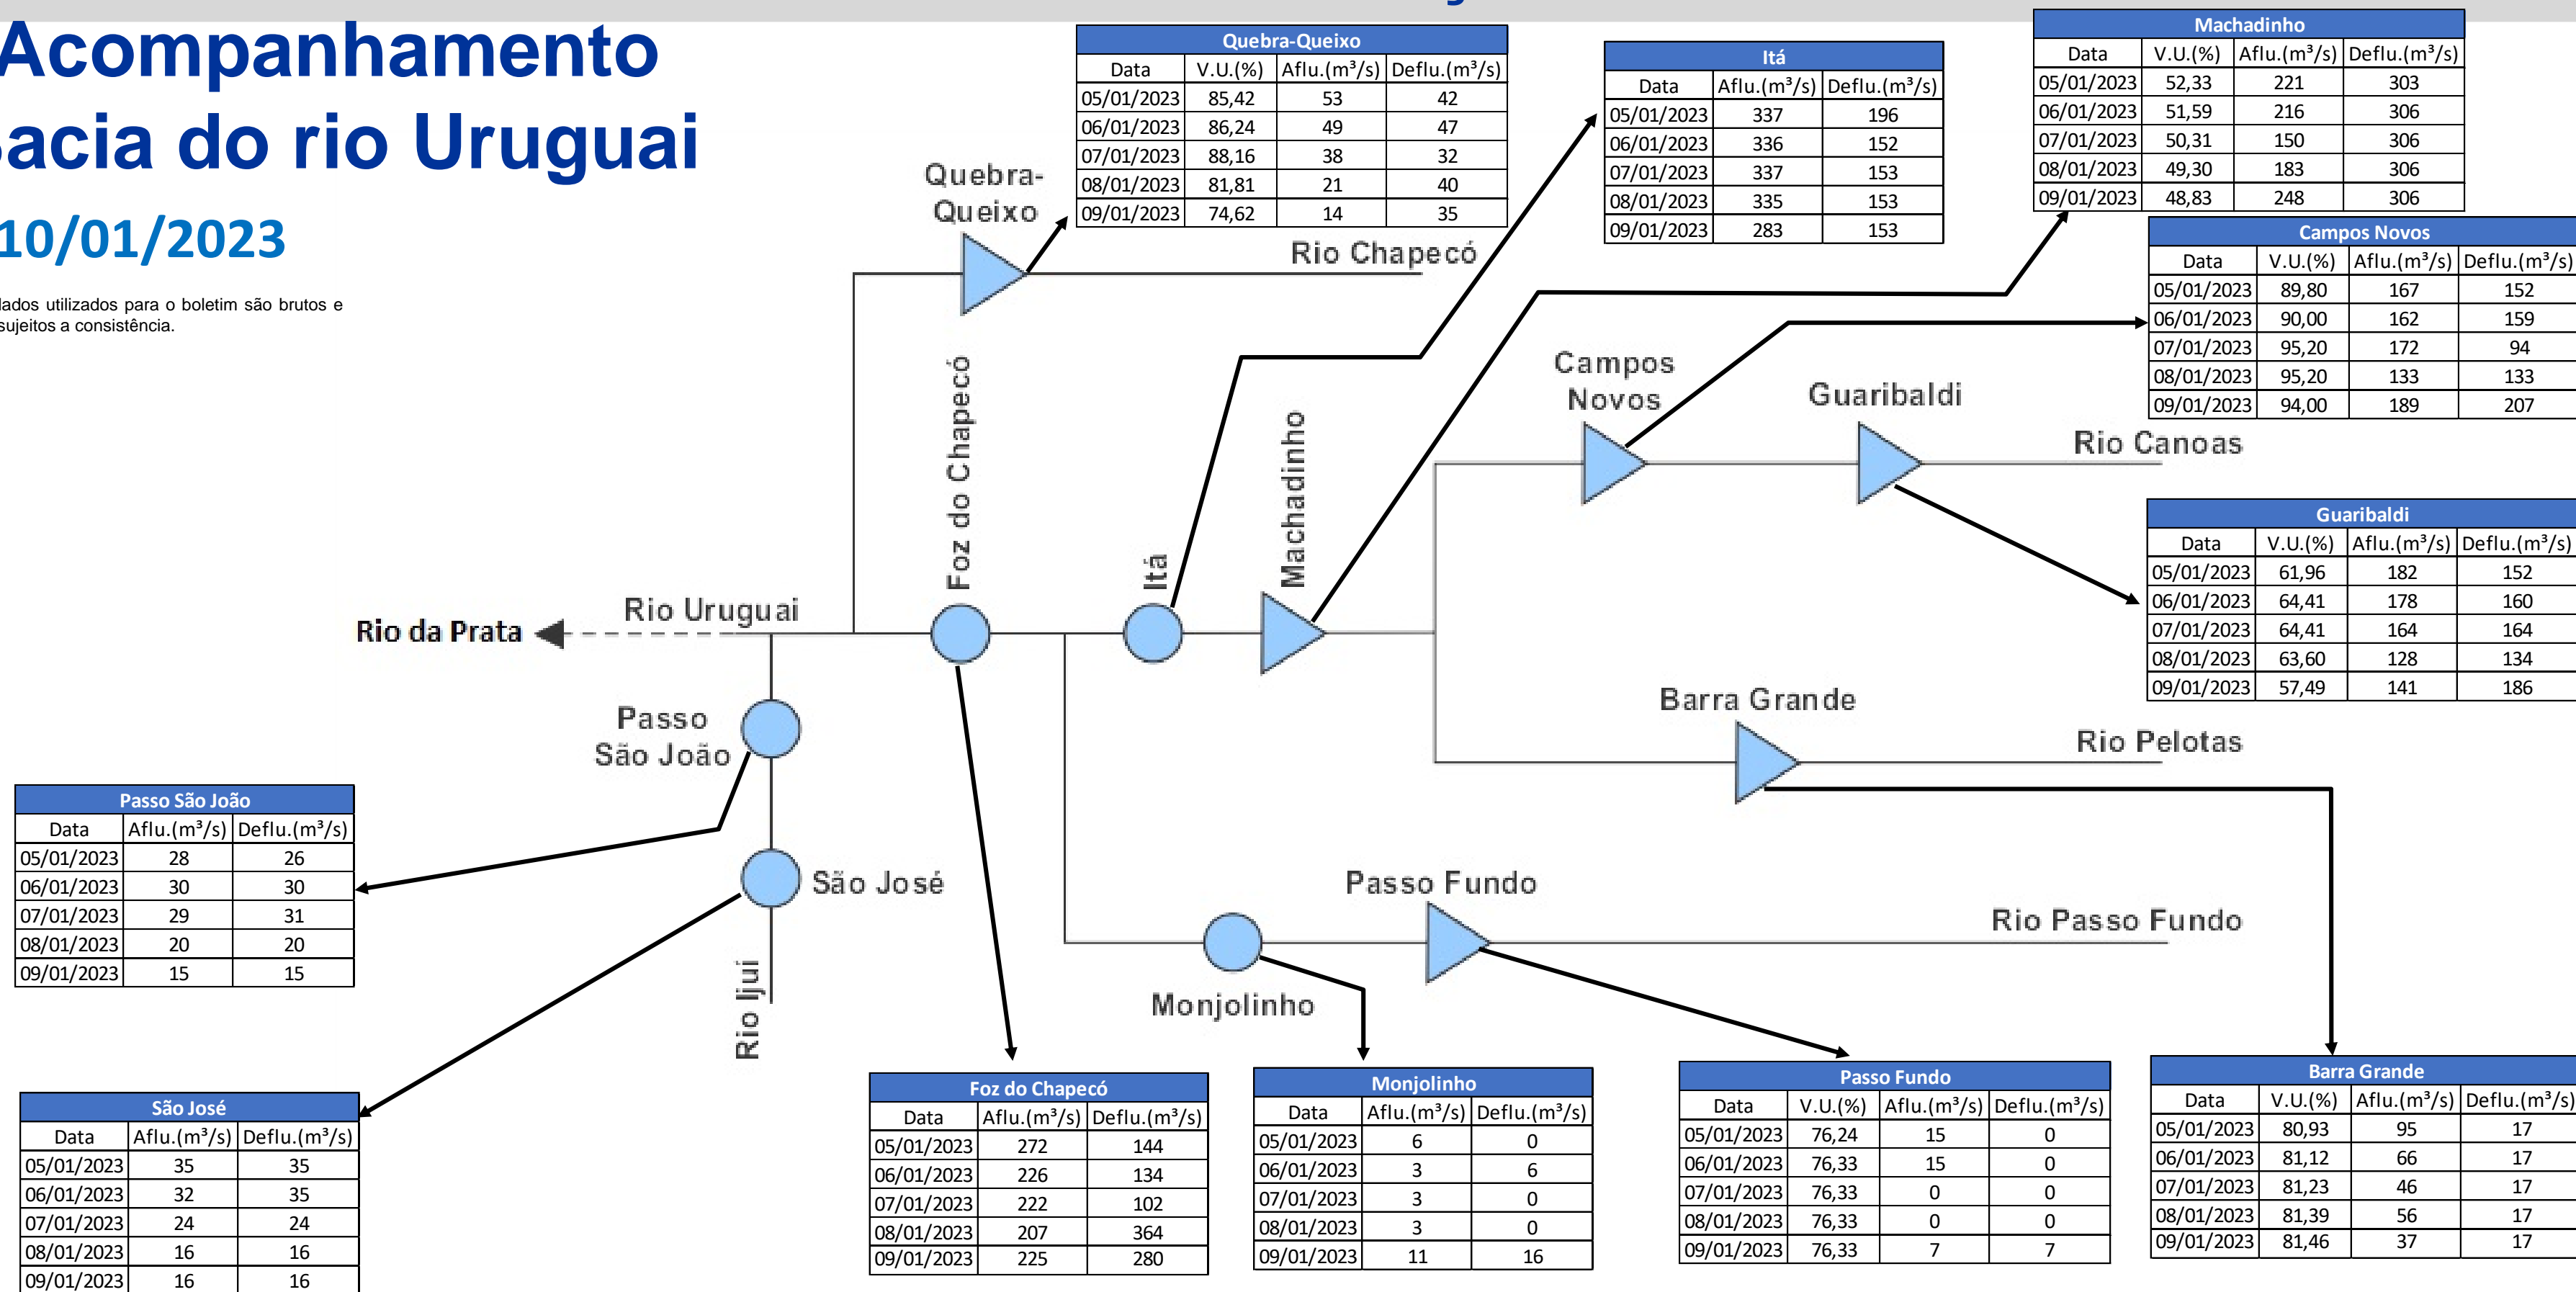 Acompanhamento
Bacia do rio Uruguai
10/01/2023
dados utilizados para o boletim são brutos e
sujeitos a consistência.
Quebra-Queixo
Data V.U.(%) Aflu.(m³/s) Deflu.(m³/s)
05/01/2023 85,42 53 42
06/01/2023 86,24 49 47
07/01/2023 88,16 38 32
08/01/2023 81,81 21 40
09/01/2023 74,62 14 35
Itá
Data Aflu.(m³/s) Deflu.(m³/s)
05/01/2023 337 196
06/01/2023 336 152
07/01/2023 337 153
08/01/2023 335 153
09/01/2023 283 153
Machadinho
Data V.U.(%) Aflu.(m³/s) Deflu.(m³/s)
05/01/2023 52,33 221 303
06/01/2023 51,59 216 306
07/01/2023 50,31 150 306
08/01/2023 49,30 183 306
09/01/2023 48,83 248 306
Campos Novos
Data V.U.(%) Aflu.(m³/s) Deflu.(m³/s)
05/01/2023 89,80 167 152
06/01/2023 90,00 162 159
07/01/2023 95,20 172 94
08/01/2023 95,20 133 133
09/01/2023 94,00 189 207
Guaribaldi
Data V.U.(%) Aflu.(m³/s) Deflu.(m³/s)
05/01/2023 61,96 182 152
06/01/2023 64,41 178 160
07/01/2023 64,41 164 164
08/01/2023 63,60 128 134
09/01/2023 57,49 141 186
Quebra-
Queixo
Rio Chapecó
Foz do Chapecó
Itá
Machadinho
Campos
Novos
Guaribaldi
Rio Canoas
Rio da Prata
Rio Uruguai
Passo
São João
São José
Rio Ijui
Barra Grande
Rio Pelotas
Passo Fundo
Rio Passo Fundo
Monjolinho
Passo São João
Data Aflu.(m³/s) Deflu.(m³/s)
05/01/2023 28 26
06/01/2023 30 30
07/01/2023 29 31
08/01/2023 20 20
09/01/2023 15 15
São José
Data Aflu.(m³/s) Deflu.(m³/s)
05/01/2023 35 35
06/01/2023 32 35
07/01/2023 24 24
08/01/2023 16 16
09/01/2023 16 16
Foz do Chapecó
Data Aflu.(m³/s) Deflu.(m³/s)
05/01/2023 272 144
06/01/2023 226 134
07/01/2023 222 102
08/01/2023 207 364
09/01/2023 225 280
Monjolinho
Data Aflu.(m³/s) Deflu.(m³/s)
05/01/2023 6 0
06/01/2023 3 6
07/01/2023 3 0
08/01/2023 3 0
09/01/2023 11 16
Passo Fundo
Data V.U.(%) Aflu.(m³/s) Deflu.(m³/s)
05/01/2023 76,24 15 0
06/01/2023 76,33 15 0
07/01/2023 76,33 0 0
08/01/2023 76,33 0 0
09/01/2023 76,33 7 7
Barra Grande
Data V.U.(%) Aflu.(m³/s) Deflu.(m³/s)
05/01/2023 80,93 95 17
06/01/2023 81,12 66 17
07/01/2023 81,23 46 17
08/01/2023 81,39 56 17
09/01/2023 81,46 37 17